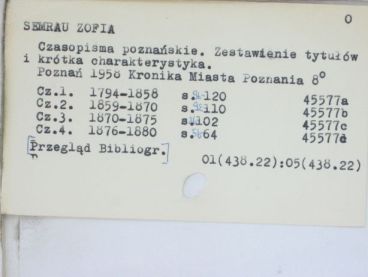 O
SEMRAU ZOFIA
Czasopisma poznańskie. Zestawienie tytułów
i krótka charakterystyka.
Poznań 1958 Kronika Miasta Poznania 8°
Cz.1. 1794-1858 s. 120 45577a
Cz.2. 1859-1870 s. 110 45577b
Cz.3. 1870-1875 s. 102 45577c
Cz.4. 1876-1880 s. 64 45577d
[Przegląd Bibliogr.]
01(438.22):05(438.22)